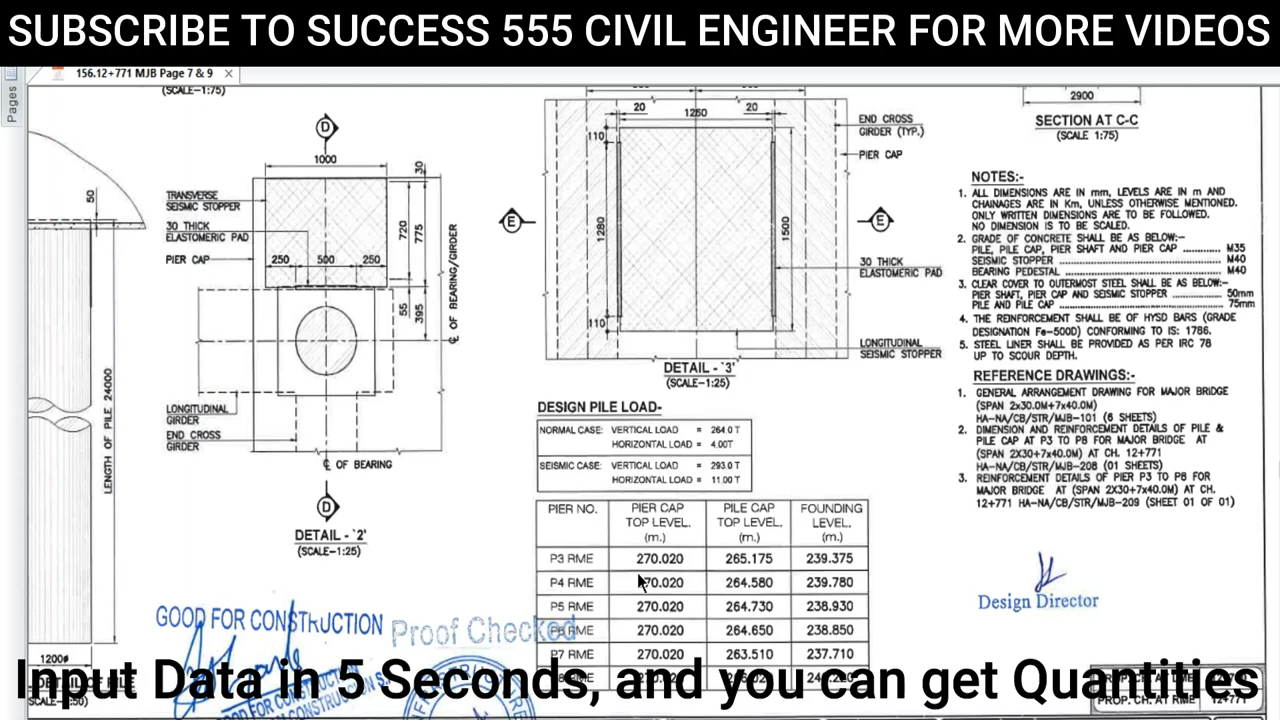 SUBSCRIBE TO SUCCESS 555 CIVIL ENGINEER FOR MORE VIDEOS
156.12+771 MJB Page 7 & 9
Pages
(SCALE-1:75)
D
1000
30
50
TRANSVERSE
SEISMIC STOPPER
30 THICK
ELASTOMERIC PAD
PIER CAP
250 500 250
720
775
55
395
℄ OF BEARING/GIRDER
LENGTH OF PILE 24000
LONGITUDINAL
GIRDER
END CROSS
GIRDER
℄ OF BEARING
D
DETAIL -`2'
(SCALE-1:25)
1200ø
20 1250 20
110
1280
1500
110
E
E
END CROSS
GIRDER (TYP.)
PIER CAP
30 THICK
ELASTOMERIC PAD
LONGITUDINAL
SEISMIC STOPPER
DETAIL -`3'
(SCALE-1:25)
DESIGN PILE LOAD-
NORMAL CASE: VERTICAL LOAD = 264.0 T
HORIZONTAL LOAD = 4.00T
SEISMIC CASE: VERTICAL LOAD = 293.0 T
HORIZONTAL LOAD = 11.00 T
PIER NO. PIER CAP TOP LEVEL. (m.) PILE CAP TOP LEVEL. (m.) FOUNDING LEVEL. (m.)
P3 RME 270.020 265.175 239.375
P4 RME 270.020 264.580 239.780
P5 RME 270.020 264.730 238.930
P6 RME 270.020 264.650 238.850
P7 RME 270.020 263.510 237.710
2900
SECTION AT C-C
(SCALE 1:75)
NOTES:-
1. ALL DIMENSIONS ARE IN mm, LEVELS ARE IN m AND
CHAINAGES ARE IN Km, UNLESS OTHERWISE MENTIONED.
ONLY WRITTEN DIMENSIONS ARE TO BE FOLLOWED.
NO DIMENSION IS TO BE SCALED.
2. GRADE OF CONCRETE SHALL BE AS BELOW:-
PILE, PILE CAP, PIER SHAFT AND PIER CAP ............ M35
SEISMIC STOPPER ............ M40
BEARING PEDESTAL ............ M40
3. CLEAR COVER TO OUTERMOST STEEL SHALL BE AS BELOW:-
PIER SHAFT, PIER CAP AND SEISMIC STOPPER ............ 50mm
PILE AND PILE CAP ............ 75mm
4. THE REINFORCEMENT SHALL BE OF HYSD BARS (GRADE
DESIGNATION Fe-500D) CONFORMING TO IS: 1786.
5. STEEL LINER SHALL BE PROVIDED AS PER IRC 78
UP TO SCOUR DEPTH.
REFERENCE DRAWINGS:-
1. GENERAL ARRANGEMENT DRAWING FOR MAJOR BRIDGE
(SPAN 2x30.0M+7x40.0M)
HA-NA/CB/STR/MJB-101 (6 SHEETS)
2. DIMENSION AND REINFORCEMENT DETAILS OF PILE &
PILE CAP AT P3 TO P8 FOR MAJOR BRIDGE AT
(SPAN 2X30+7x40.0M) AT CH. 12+771
HA-NA/CB/STR/MJB-208 (01 SHEETS)
3. REINFORCEMENT DETAILS OF PIER P3 TO P8 FOR
MAJOR BRIDGE AT (SPAN 2X30+7x40.0M) AT CH.
12+771 HA-NA/CB/STR/MJB-209 (SHEET 01 OF 01)
Design Director
GOOD FOR CONSTRUCTION
Proof Checked
Input Data in 5 Seconds, and you can get Quantities